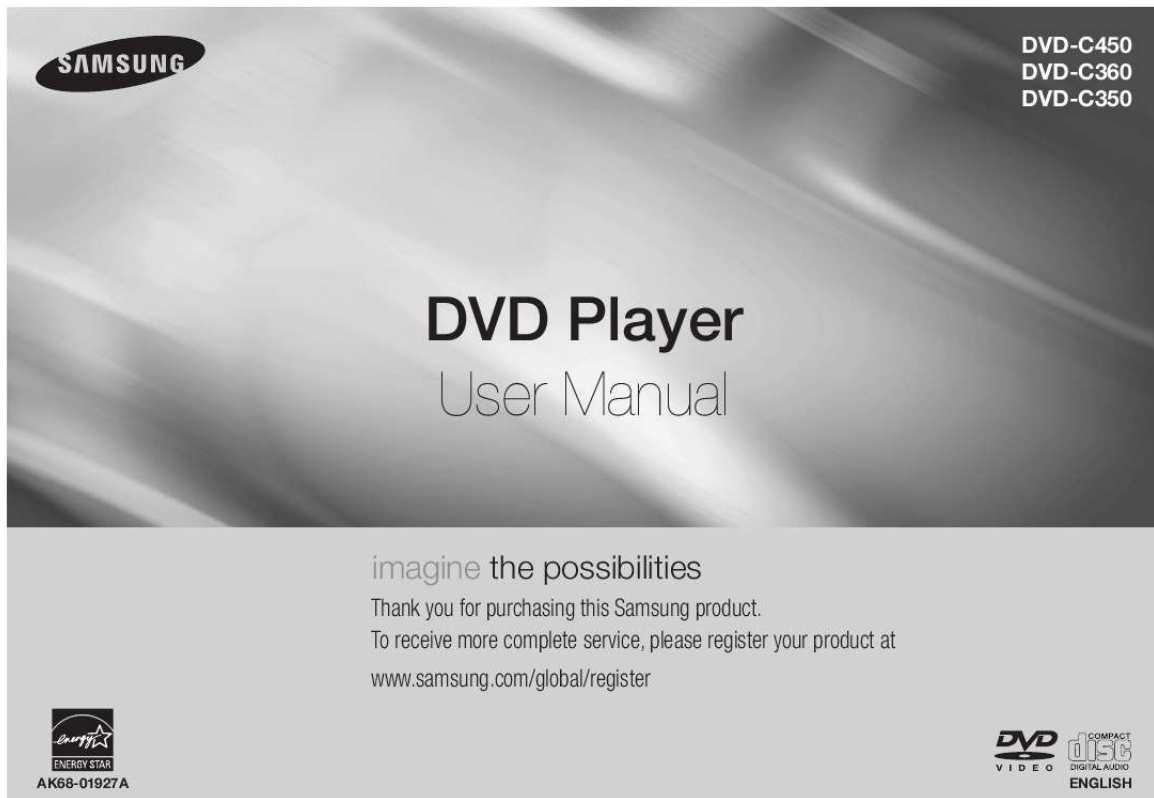 SAMSUNG
DVD-C450
DVD-C360
DVD-C350
DVD Player
User Manual
imagine the possibilities
Thank you for purchasing this Samsung product.
To receive more complete service, please register your product at
www.samsung.com/global/register
energy
ENERGY STAR
AK68-01927A
DVD
VIDEO
COMPACT
disc
DIGITAL AUDIO
ENGLISH